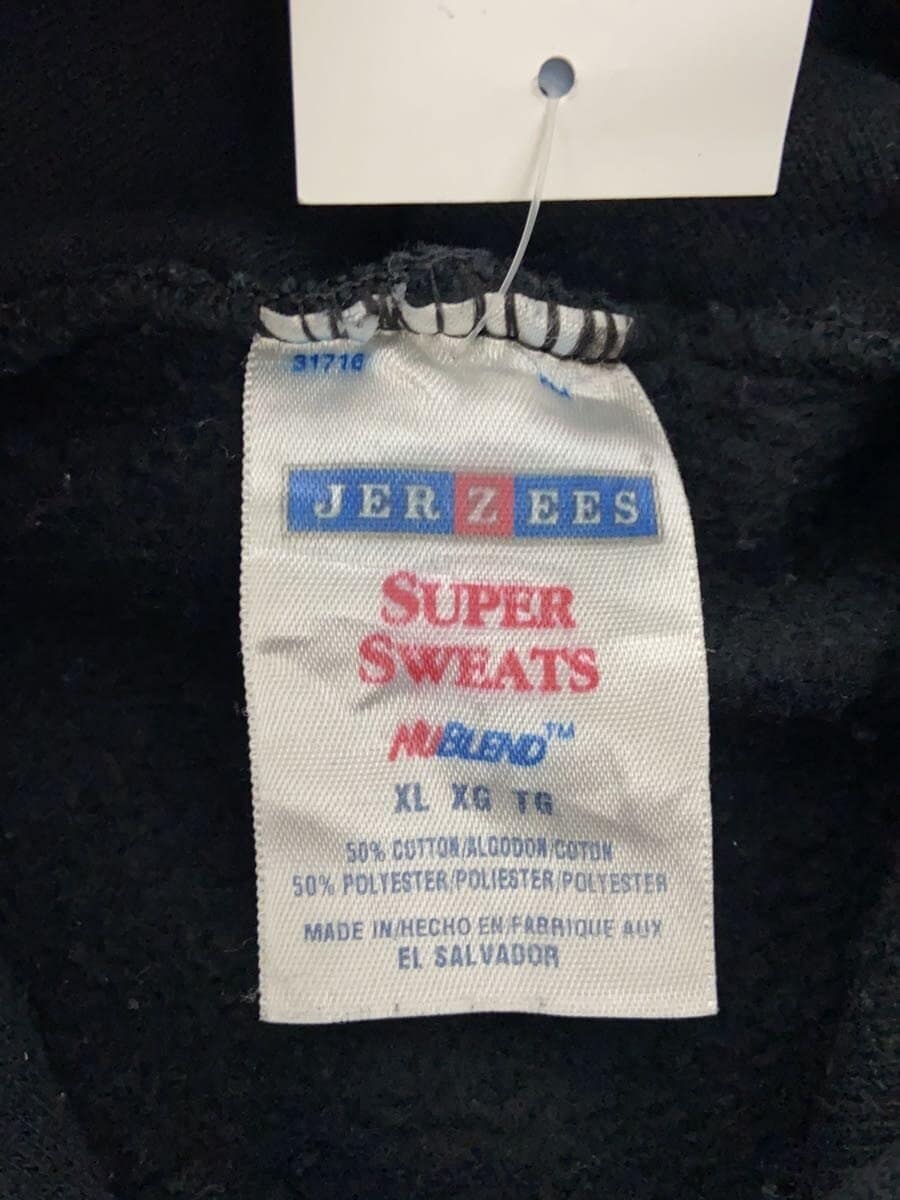 31716
JERZEES
SUPER
SWEATS
NUBLEND™
XL XG TG
50% COTTON/ALGODON/COTON
50% POLYESTER/POLIESTER/POLYESTER
MADE IN/HECHO EN/FABRIQUE AUX
EL SALVADOR